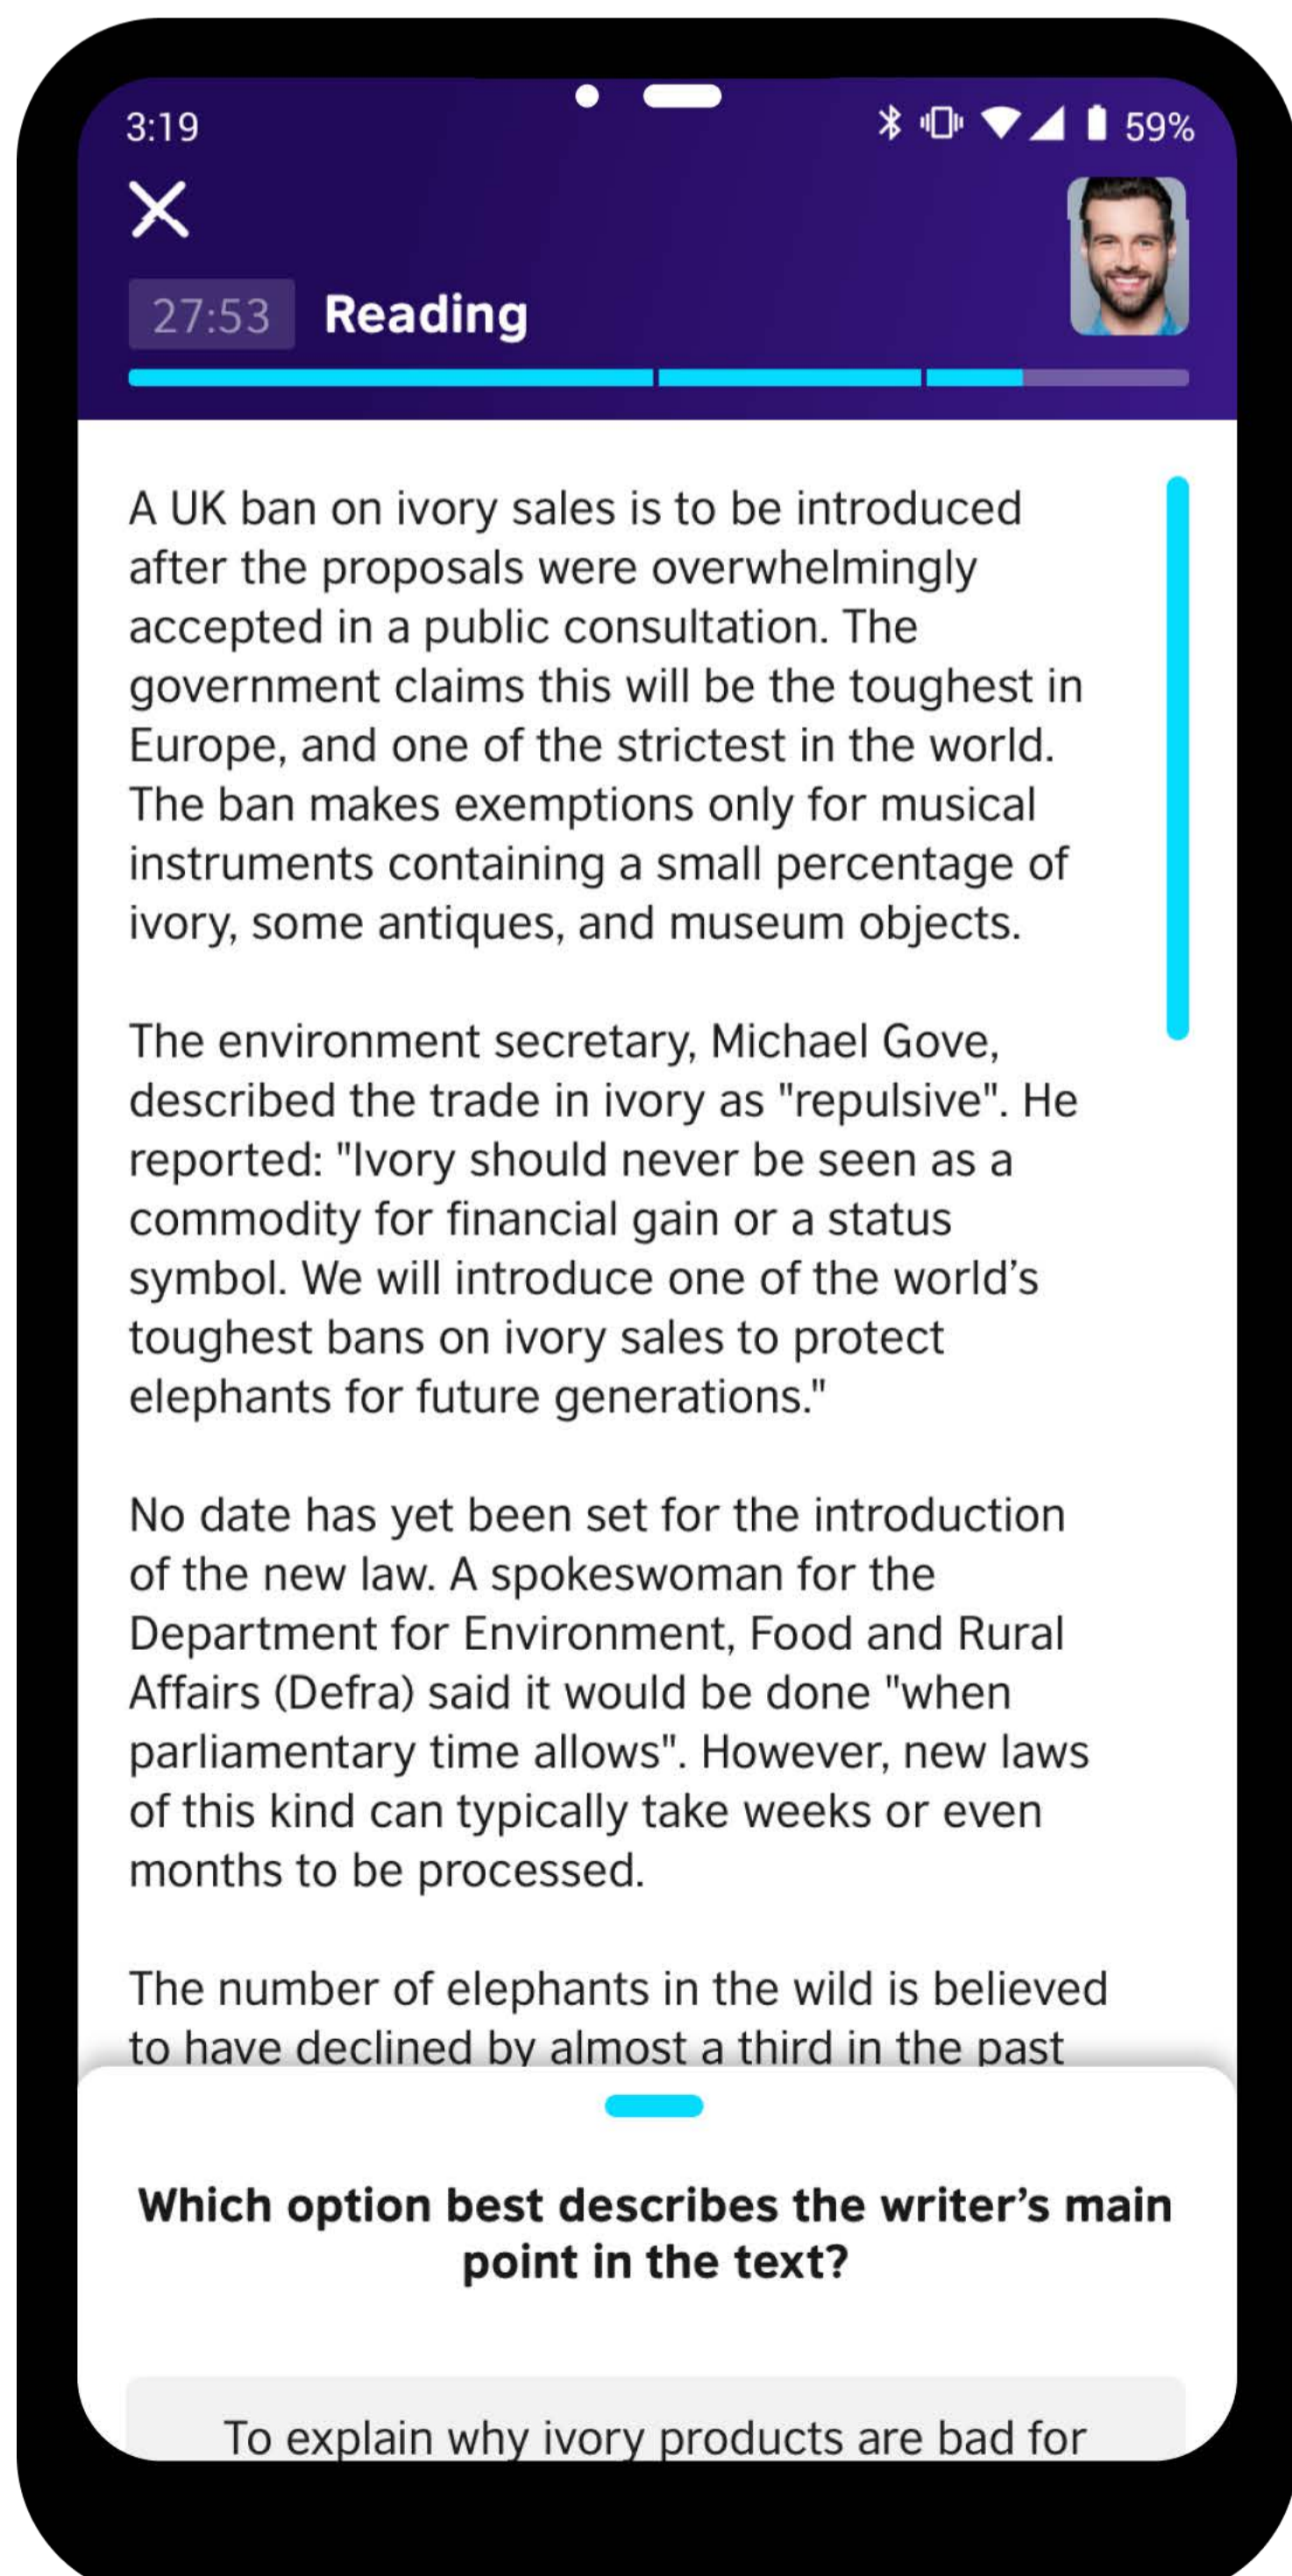 3:19
59%
27:53 Reading
A UK ban on ivory sales is to be introduced
after the proposals were overwhelmingly
accepted in a public consultation. The
government claims this will be the toughest in
Europe, and one of the strictest in the world.
The ban makes exemptions only for musical
instruments containing a small percentage of
ivory, some antiques, and museum objects.
The environment secretary, Michael Gove,
described the trade in ivory as "repulsive". He
reported: "Ivory should never be seen as a
commodity for financial gain or a status
symbol. We will introduce one of the world’s
toughest bans on ivory sales to protect
elephants for future generations."
No date has yet been set for the introduction
of the new law. A spokeswoman for the
Department for Environment, Food and Rural
Affairs (Defra) said it would be done "when
parliamentary time allows". However, new laws
of this kind can typically take weeks or even
months to be processed.
The number of elephants in the wild is believed
to have declined by almost a third in the past
Which option best describes the writer’s main
point in the text?
To explain why ivory products are bad for